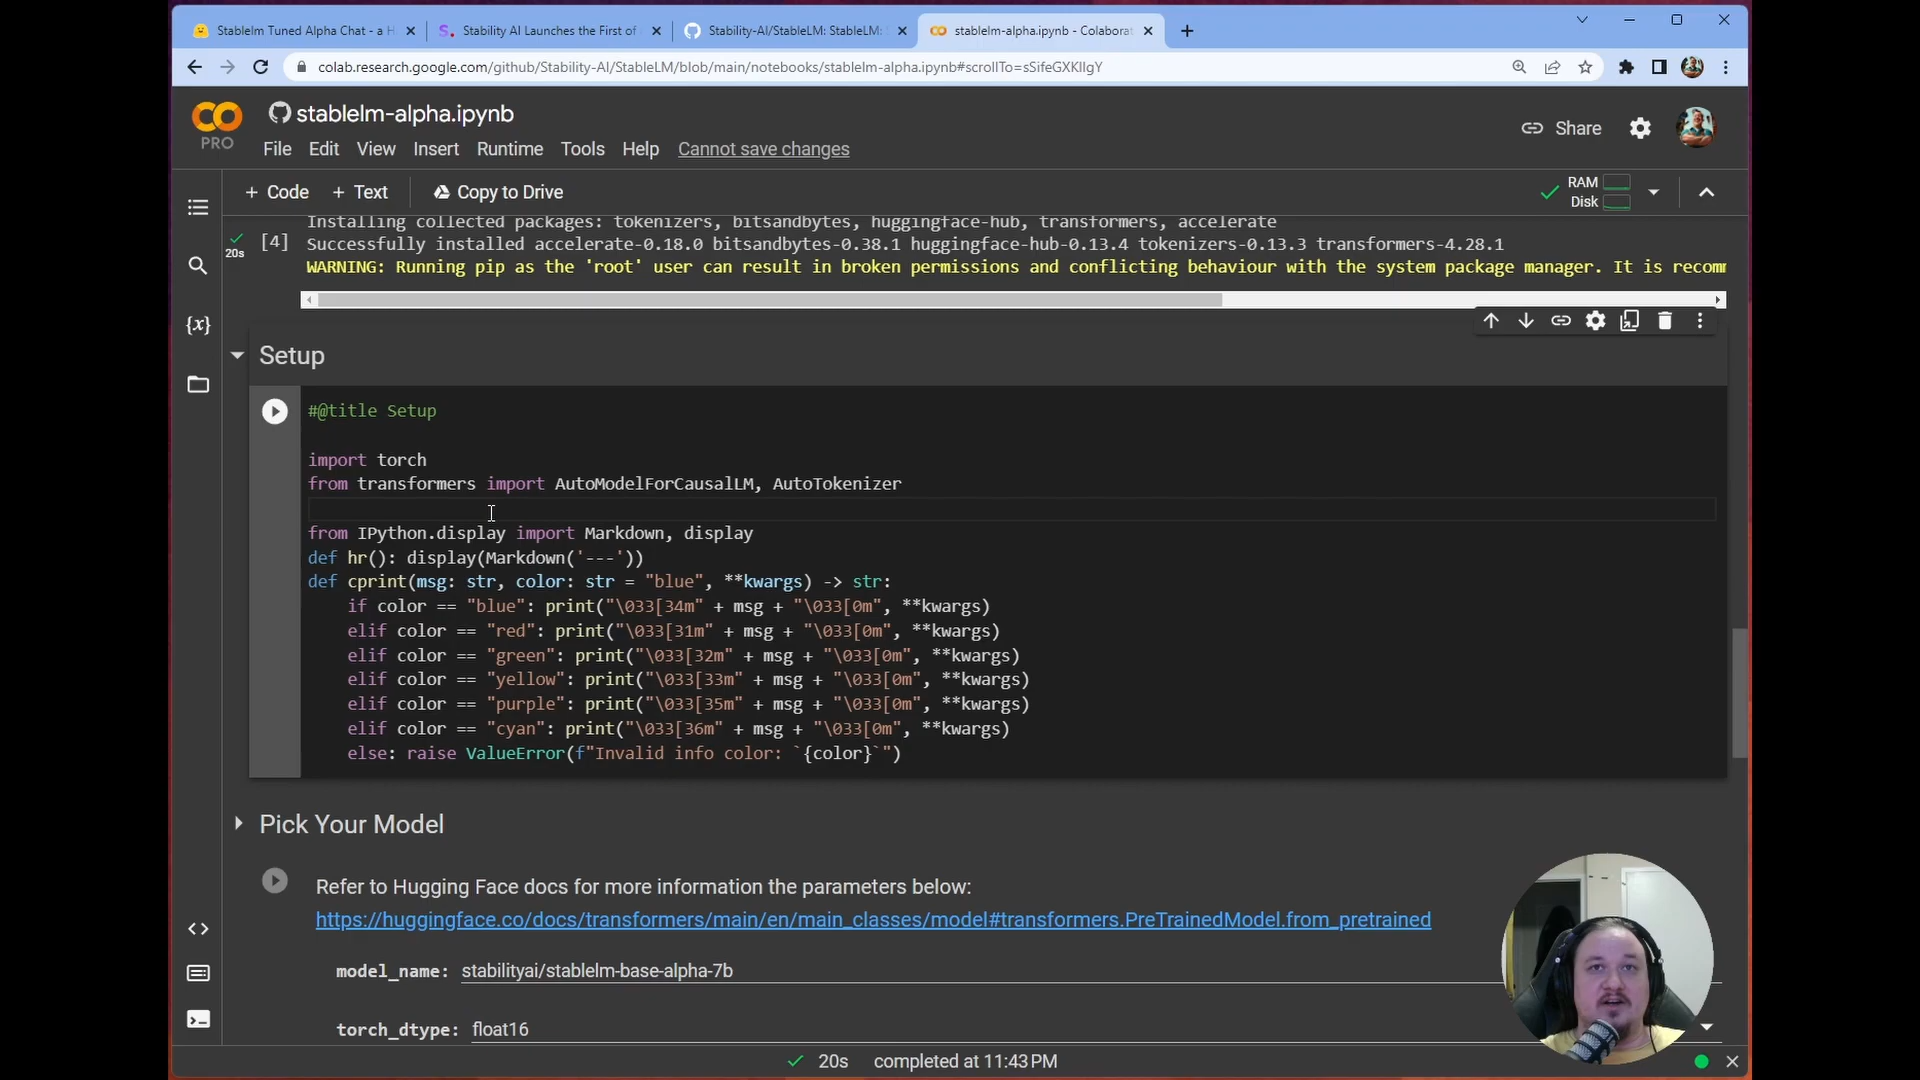 Stablelm Tuned Alpha Chat - a H
Stability AI Launches the First of
Stability-AI/StableLM: StableLM:
stablelm-alpha.ipynb - Colaborat
colab.research.google.com/github/Stability-AI/StableLM/blob/main/notebooks/stablelm-alpha.ipynb#scrollTo=sSifeGXKIIgY
PRO
stablelm-alpha.ipynb
File Edit View Insert Runtime Tools Help Cannot save changes
Share
+ Code + Text Copy to Drive
RAM
Disk
Installing collected packages: tokenizers, bitsandbytes, huggingface-hub, transformers, accelerate
20s
[4]
Successfully installed accelerate-0.18.0 bitsandbytes-0.38.1 huggingface-hub-0.13.4 tokenizers-0.13.3 transformers-4.28.1
WARNING: Running pip as the 'root' user can result in broken permissions and conflicting behaviour with the system package manager. It is recomm
{x}
Setup
#@title Setup
import torch
from transformers import AutoModelForCausalLM, AutoTokenizer
from IPython.display import Markdown, display
def hr(): display(Markdown('---'))
def cprint(msg: str, color: str = "blue", **kwargs) -> str:
    if color == "blue": print("\033[34m" + msg + "\033[0m", **kwargs)
    elif color == "red": print("\033[31m" + msg + "\033[0m", **kwargs)
    elif color == "green": print("\033[32m" + msg + "\033[0m", **kwargs)
    elif color == "yellow": print("\033[33m" + msg + "\033[0m", **kwargs)
    elif color == "purple": print("\033[35m" + msg + "\033[0m", **kwargs)
    elif color == "cyan": print("\033[36m" + msg + "\033[0m", **kwargs)
    else: raise ValueError(f"Invalid info color: `{color}`")
Pick Your Model
Refer to Hugging Face docs for more information the parameters below:
https://huggingface.co/docs/transformers/main/en/main_classes/model#transformers.PreTrainedModel.from_pretrained
model_name: stabilityai/stablelm-base-alpha-7b
torch_dtype: float16
20s completed at 11:43 PM